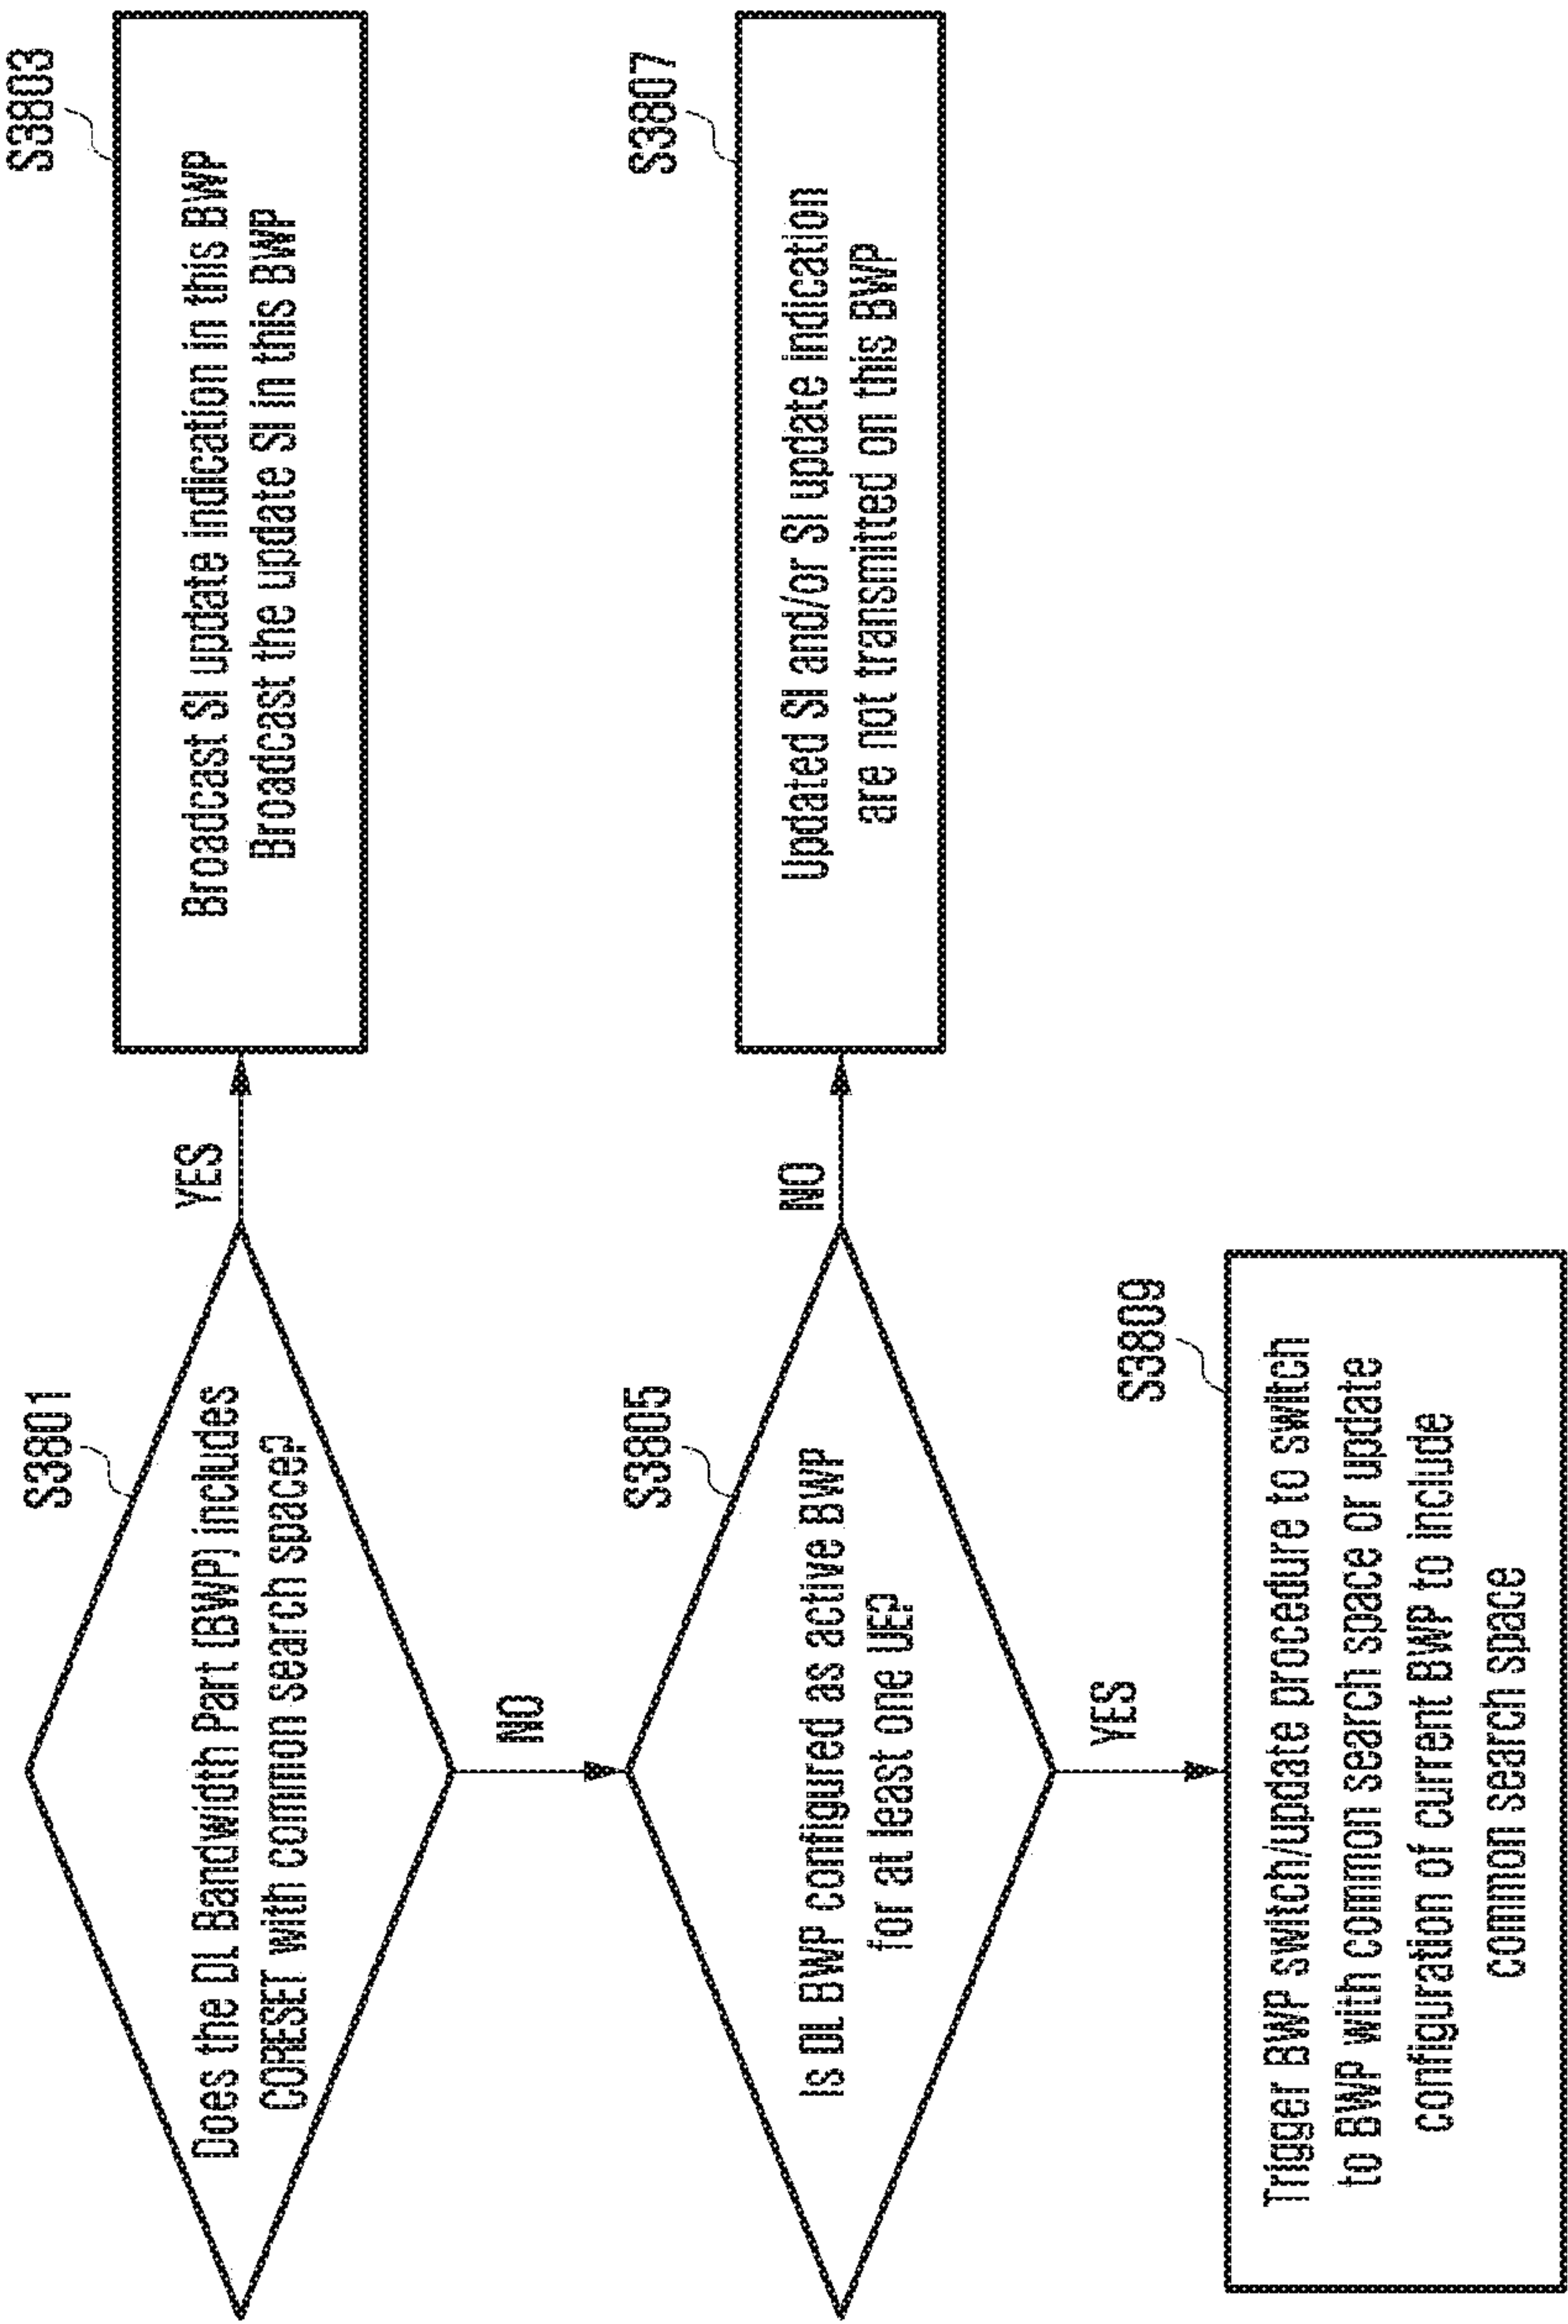 S3801
Does the DL Bandwidth Part (BWP) includes
CORESET with common search space?
YES
S3803
Broadcast SI update indication in this BWP
Broadcast the update SI in this BWP
NO
S3805
Is DL BWP configured as active BWP
for at least one UE?
NO
S3807
Updated SI and/or SI update indication
are not transmitted on this BWP
YES
S3809
Trigger BWP switch/update procedure to switch
to BWP with common search space or update
configuration of current BWP to include
common search space